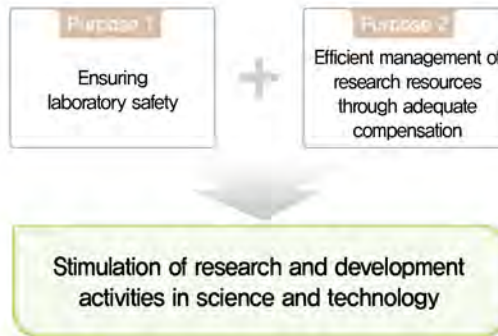 Purpose 1
Ensuring
laboratory safety
+
Purpose 2
Efficient management of
research resources
through adequate
compensation
Stimulation of research and development
activities in science and technology